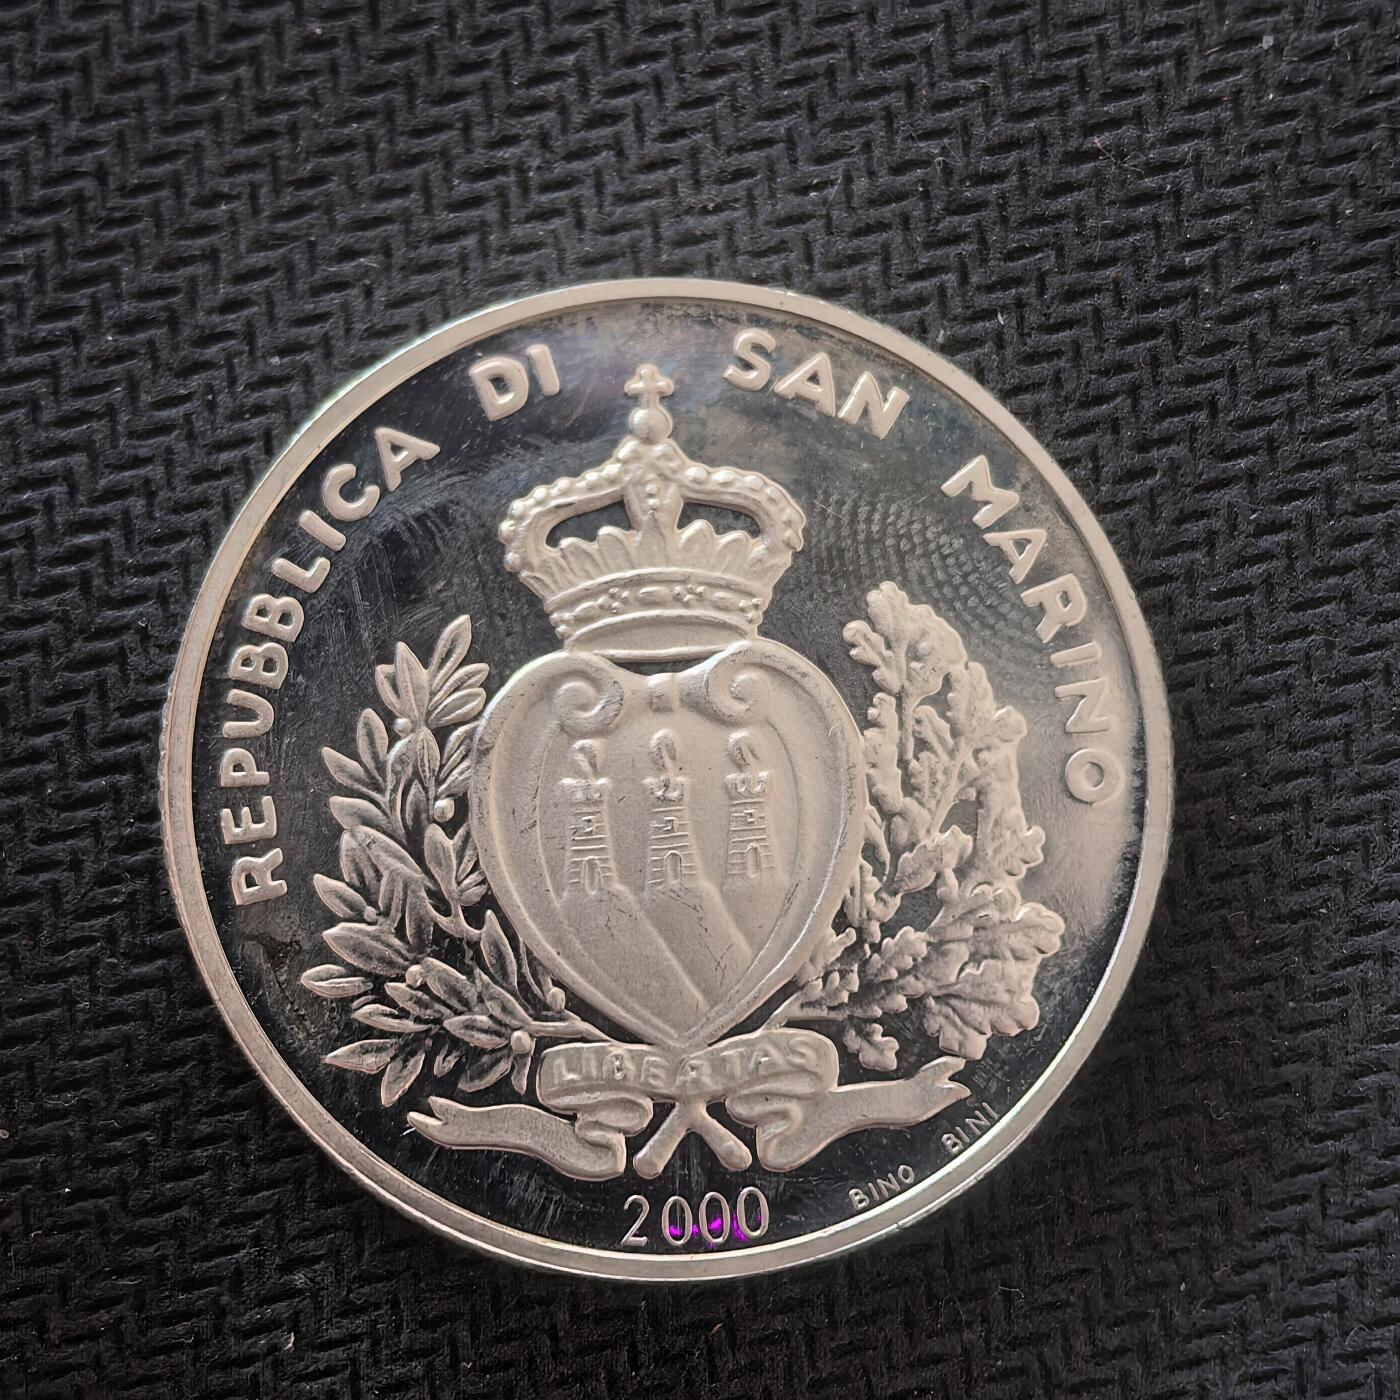 REPUBBLICA DI SAN MARINO
LIBERTAS
2000
BINO BINI